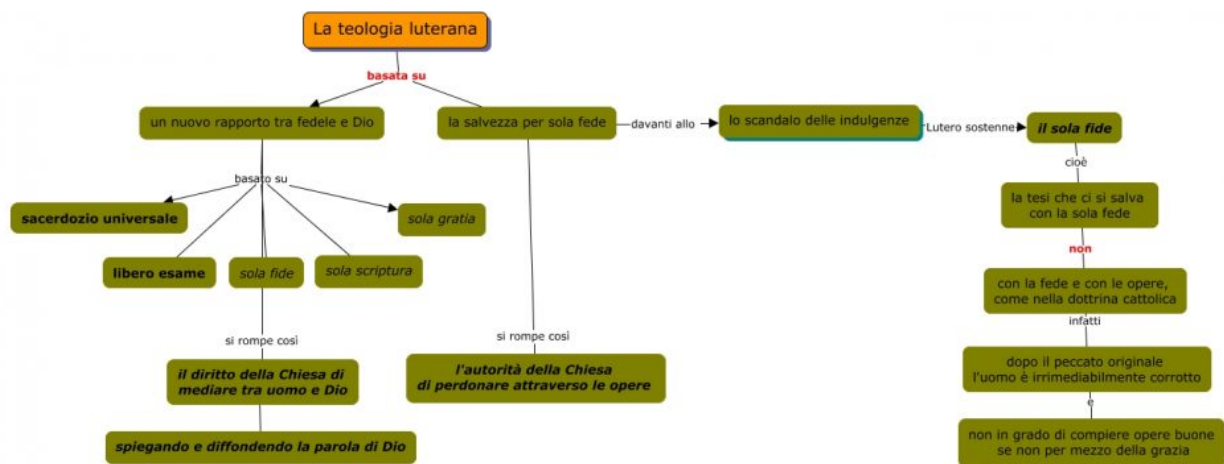 La teologia luterana
basata su
un nuovo rapporto tra fedele e Dio
la salvezza per sola fede
davanti allo
lo scandalo delle indulgenze
Lutero sostenne
il sola fide
cioè
la tesi che ci si salva
con la sola fede
non
con la fede e con le opere,
come nella dottrina cattolica
infatti
dopo il peccato originale
l'uomo è irrimediabilmente corrotto
e
non in grado di compiere opere buone
se non per mezzo della grazia
basato su
sacerdozio universale
libero esame
sola fide
sola scriptura
sola gratia
si rompe così
il diritto della Chiesa di
mediare tra uomo e Dio
spiegando e diffondendo la parola di Dio
si rompe così
l'autorità della Chiesa
di perdonare attraverso le opere